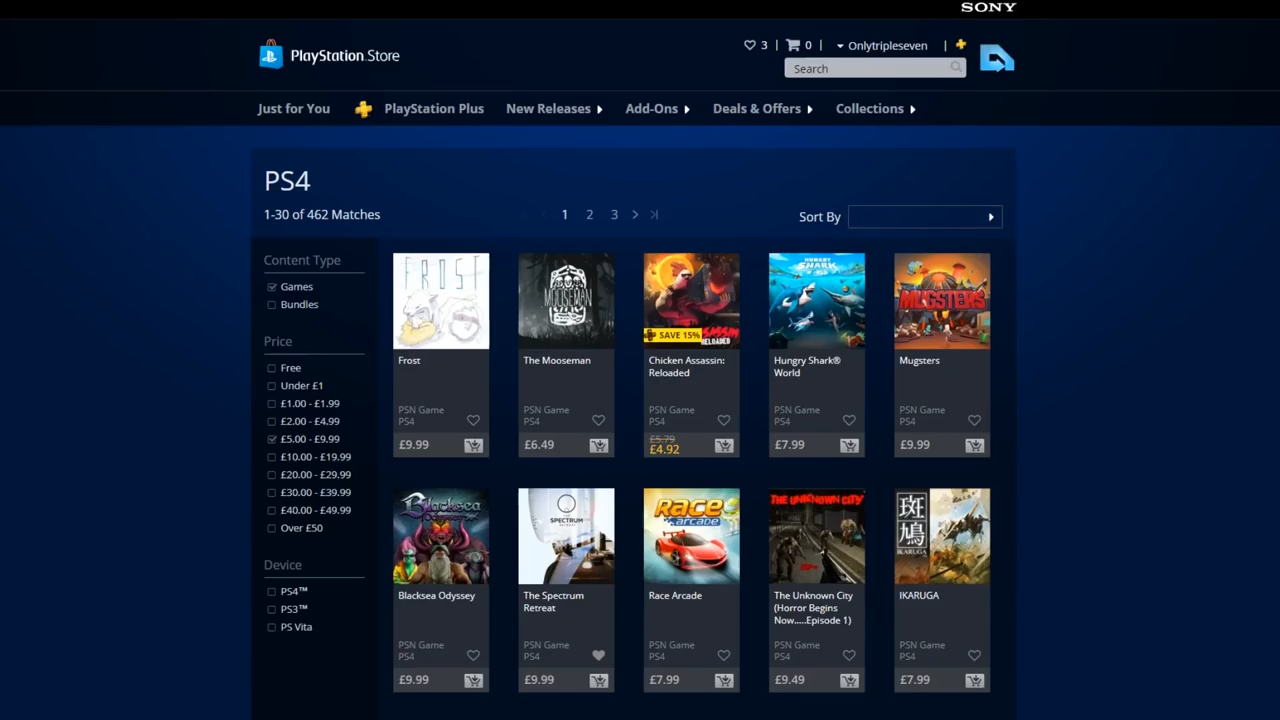 SONY
PlayStation.Store
3 | 0 | Onlytripleseven |
Search
Just for You PlayStation Plus New Releases Add-Ons Deals & Offers Collections
PS4
1-30 of 462 Matches
1 2 3
Sort By
Content Type
Games
Bundles
Price
Free
Under £1
£1.00 - £1.99
£2.00 - £4.99
£5.00 - £9.99
£10.00 - £19.99
£20.00 - £29.99
£30.00 - £39.99
£40.00 - £49.99
Over £50
Device
PS4™
PS3™
PS Vita
FROST
Frost
PSN Game
PS4
£9.99
MOOSEMAN
The Mooseman
PSN Game
PS4
£6.49
SAVE 15%
RELOADED
Chicken Assassin:
Reloaded
PSN Game
PS4
£5.79
£4.92
HUNGRY
SHARK
Hungry Shark®
World
PSN Game
PS4
£7.99
MUGSTERS
Mugsters
PSN Game
PS4
£9.99
Blacksea
Blacksea Odyssey
PSN Game
PS4
£9.99
THE
SPECTRUM
RETREAT
The Spectrum
Retreat
PSN Game
PS4
£9.99
Race
arcade
Race Arcade
PSN Game
PS4
£7.99
THE UNKNOWN CITY
The Unknown City
(Horror Begins
Now.....Episode 1)
PSN Game
PS4
£9.49
斑
鳩
IKARUGA
IKARUGA
PSN Game
PS4
£7.99